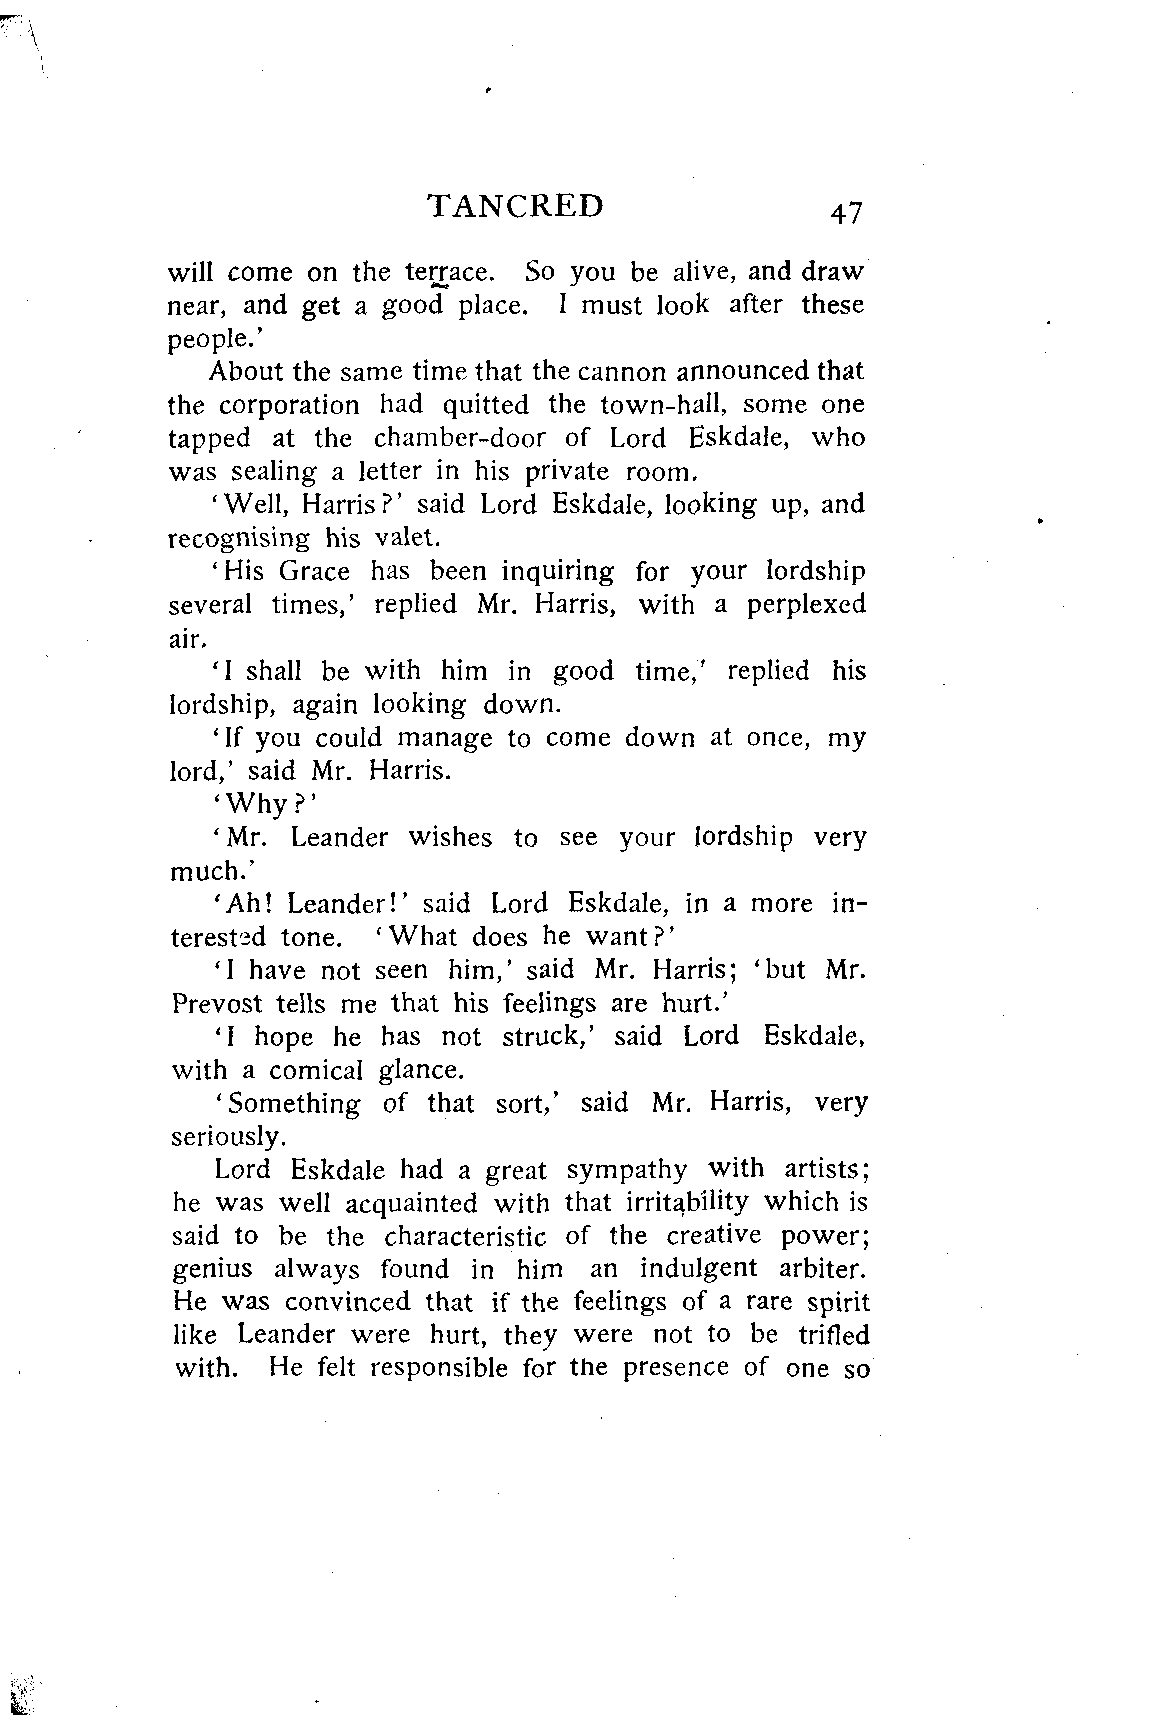 TANCRED 47
will come on the terrace. So you be alive, and draw
near, and get a good place. I must look after these
people.'
About the same time that the cannon announced that
the corporation had quitted the town-hall, some one
tapped at the chamber-door of Lord Eskdale, who
was sealing a letter in his private room.
'Well, Harris?' said Lord Eskdale, looking up, and
recognising his valet.
'His Grace has been inquiring for your lordship
several times,' replied Mr. Harris, with a perplexed
air.
'I shall be with him in good time,' replied his
lordship, again looking down.
'If you could manage to come down at once, my
lord,' said Mr. Harris.
'Why?'
'Mr. Leander wishes to see your lordship very
much.'
'Ah! Leander!' said Lord Eskdale, in a more in-
terested tone. 'What does he want?'
'I have not seen him,' said Mr. Harris; 'but Mr.
Prevost tells me that his feelings are hurt.'
'I hope he has not struck,' said Lord Eskdale,
with a comical glance.
'Something of that sort,' said Mr. Harris, very
seriously.
Lord Eskdale had a great sympathy with artists;
he was well acquainted with that irritability which is
said to be the characteristic of the creative power;
genius always found in him an indulgent arbiter.
He was convinced that if the feelings of a rare spirit
like Leander were hurt, they were not to be trifled
with. He felt responsible for the presence of one so